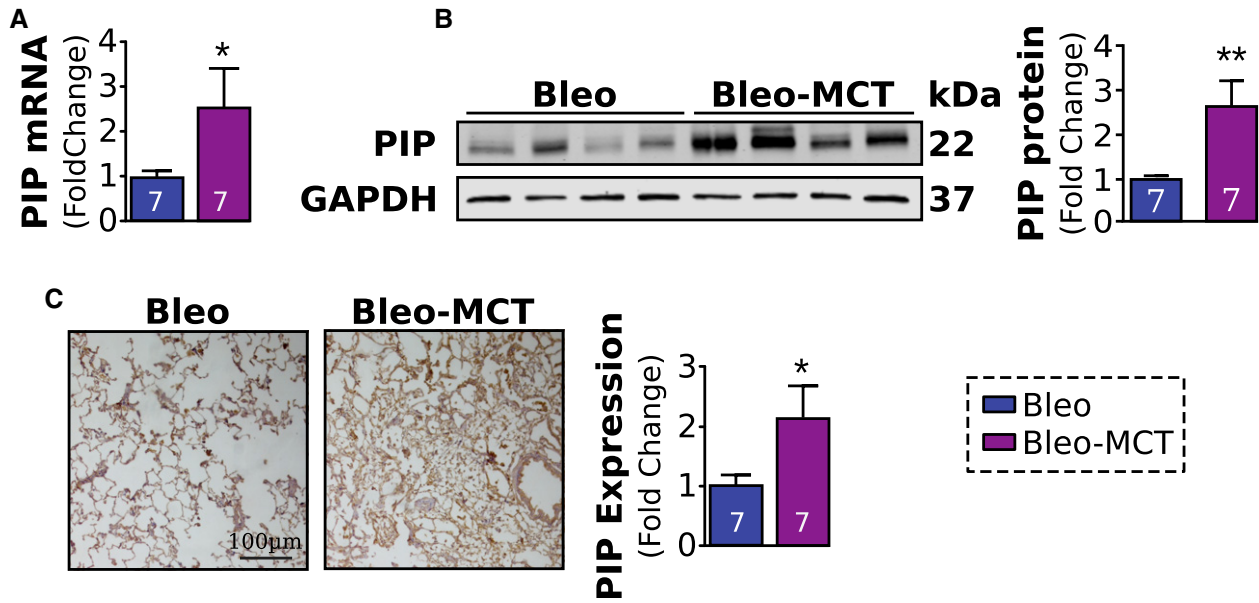 A
PIP mRNA
(FoldChange)
4
3
2
1
0
*
7
7
B
Bleo
Bleo-MCT
kDa
PIP
22
GAPDH
37
PIP protein
(Fold Change)
4
3
2
1
0
**
7
7
C
Bleo
Bleo-MCT
100µm
PIP Expression
(Fold Change)
3
2
1
0
*
7
7
Bleo
Bleo-MCT